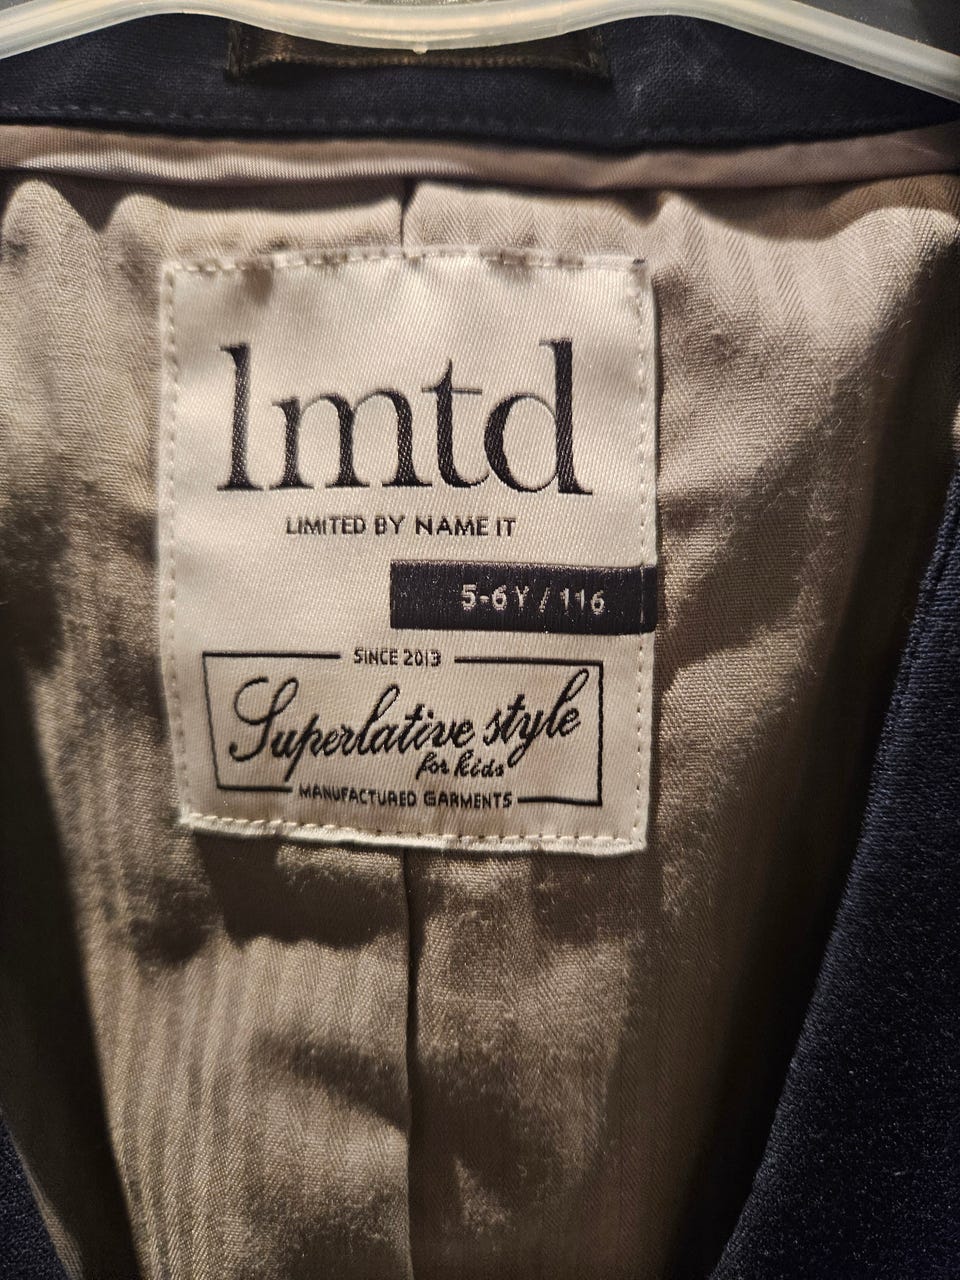 lmtd
LIMITED BY NAME IT
5-6Y / 116
SINCE 2013
Superlative style
for kids
MANUFACTURED GARMENTS